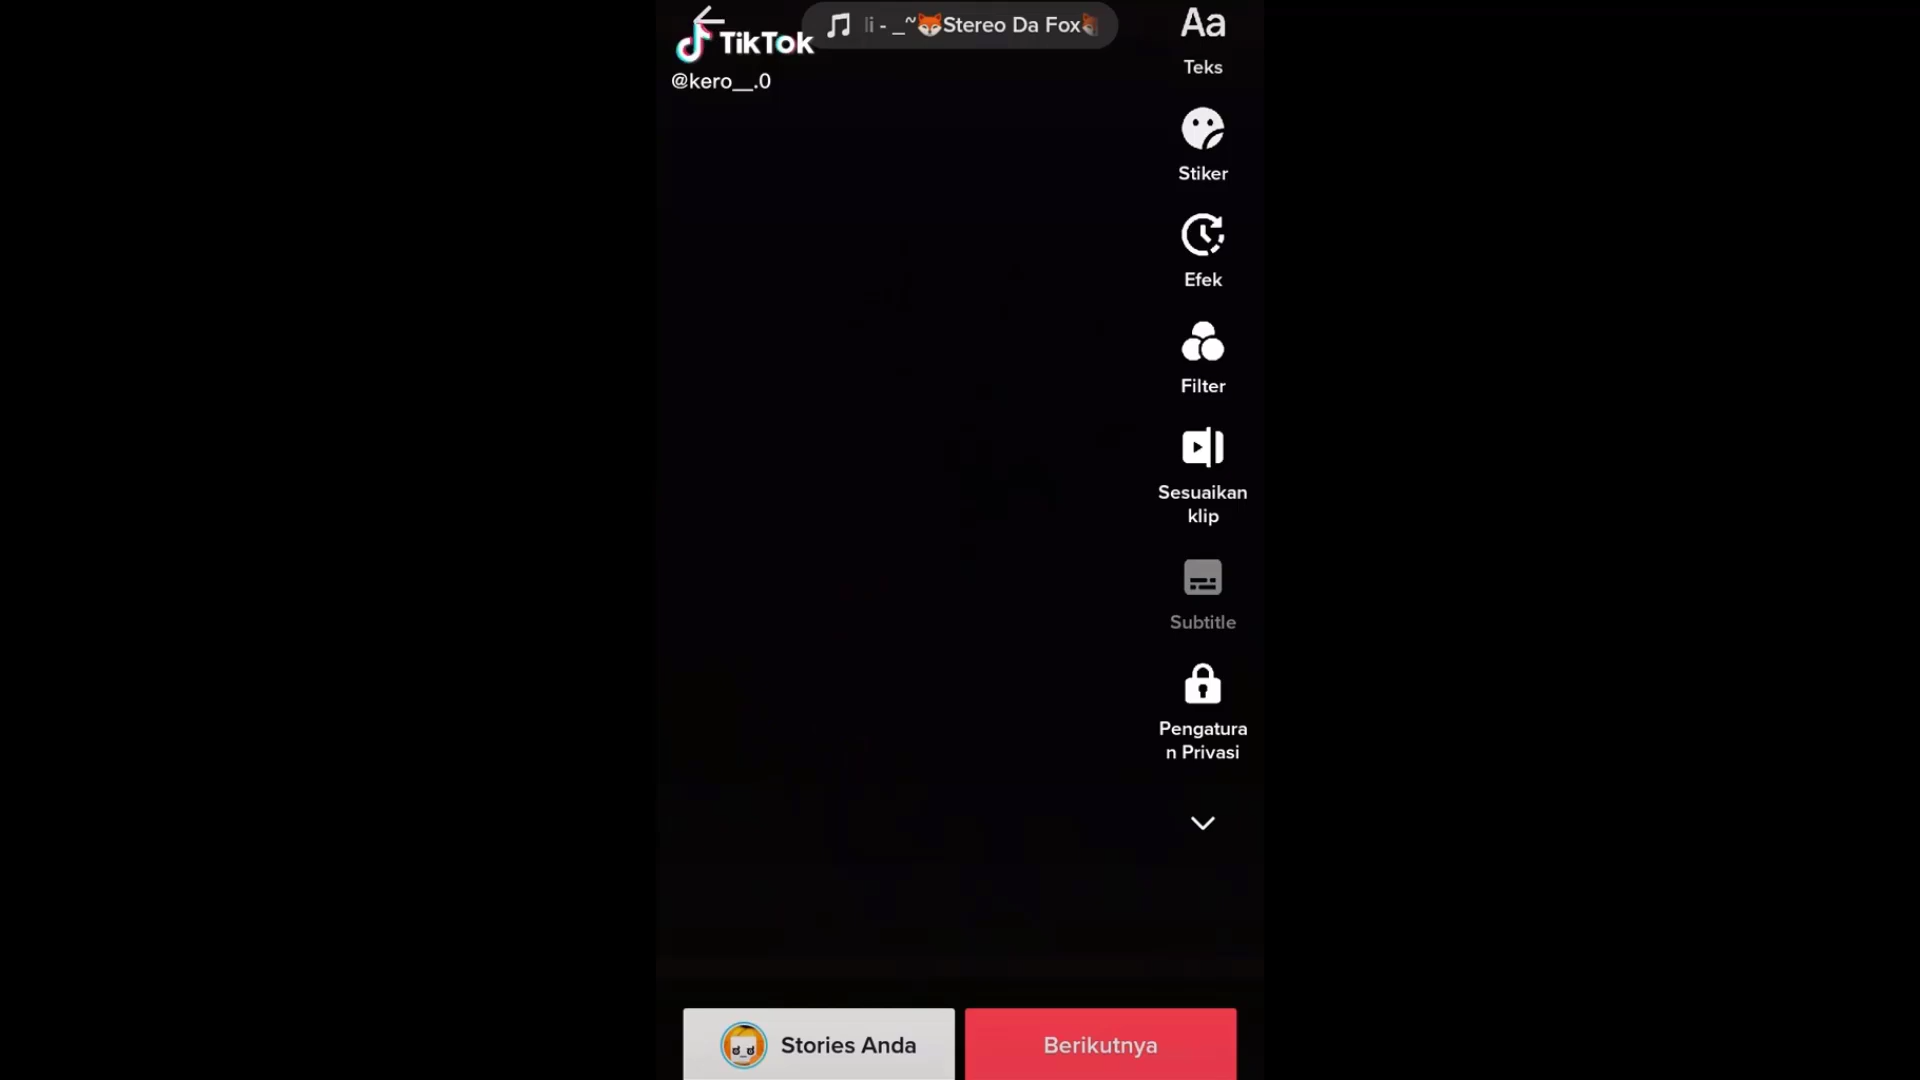 li - _~🦊Stereo Da Fox
TikTok
@kero__.0
Aa
Teks
Stiker
Efek
Filter
Sesuaikan
klip
Subtitle
Pengatura
n Privasi
Stories Anda
Berikutnya